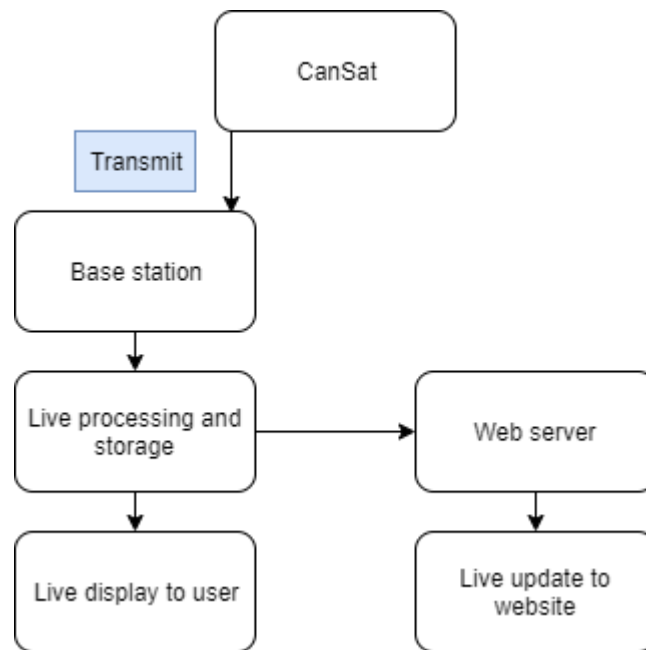 CanSat
Transmit
Base station
Live processing and
storage
Web server
Live display to user
Live update to
website